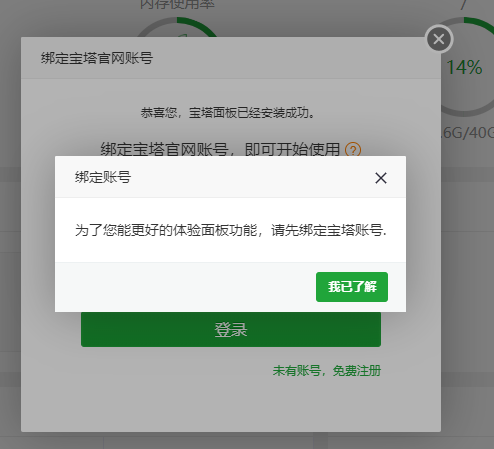 内存使用率
/
绑定宝塔官网账号
14%
恭喜您，宝塔面板已经安装成功。
.6G/40G
绑定宝塔官网账号，即可开始使用 ?
绑定账号
为了您能更好的体验面板功能，请先绑定宝塔账号.
我已了解
登录
未有账号，免费注册